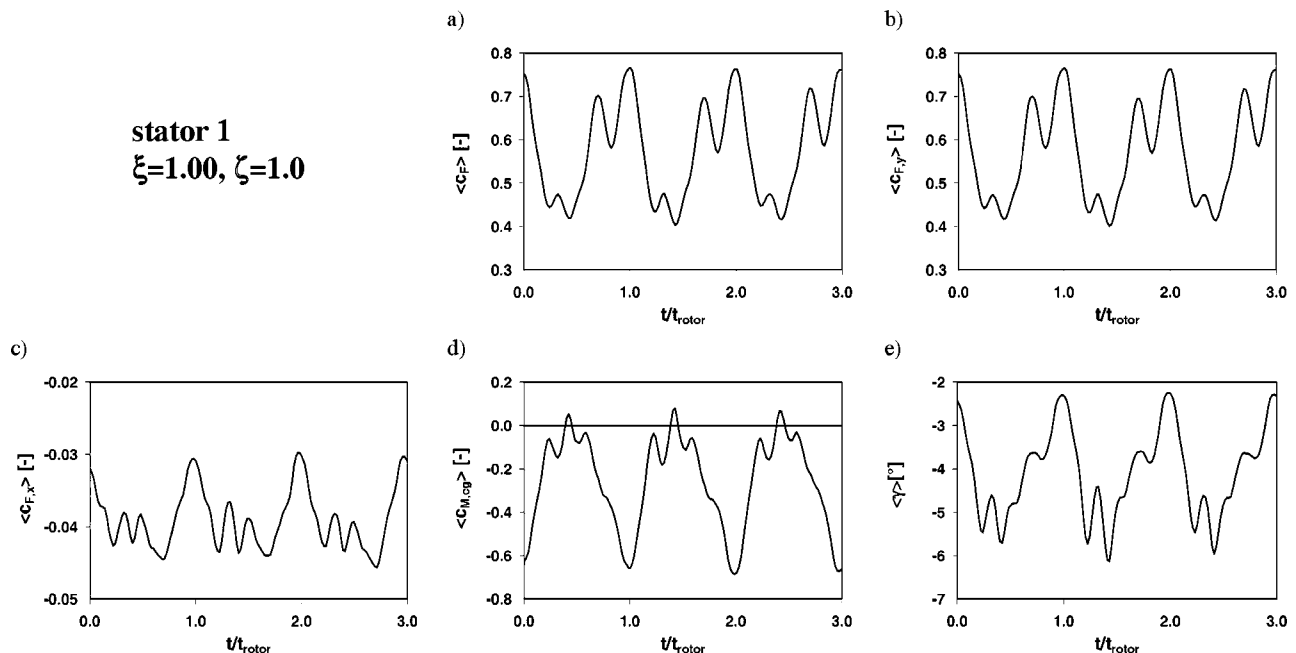 a)
b)
stator 1
ξ=1.00, ζ=1.0
<c_F> [-]
0.8
0.7
0.6
0.5
0.4
0.3
0.0 1.0 2.0 3.0
t/t_rotor
<c_F,y> [-]
0.8
0.7
0.6
0.5
0.4
0.3
0.0 1.0 2.0 3.0
t/t_rotor
c)
d)
e)
<c_F,x> [-]
-0.02
-0.03
-0.04
-0.05
0.0 1.0 2.0 3.0
t/t_rotor
<c_M,cg> [-]
0.2
0.0
-0.2
-0.4
-0.6
-0.8
0.0 1.0 2.0 3.0
t/t_rotor
<γ>[°]
-2
-3
-4
-5
-6
-7
0.0 1.0 2.0 3.0
t/t_rotor